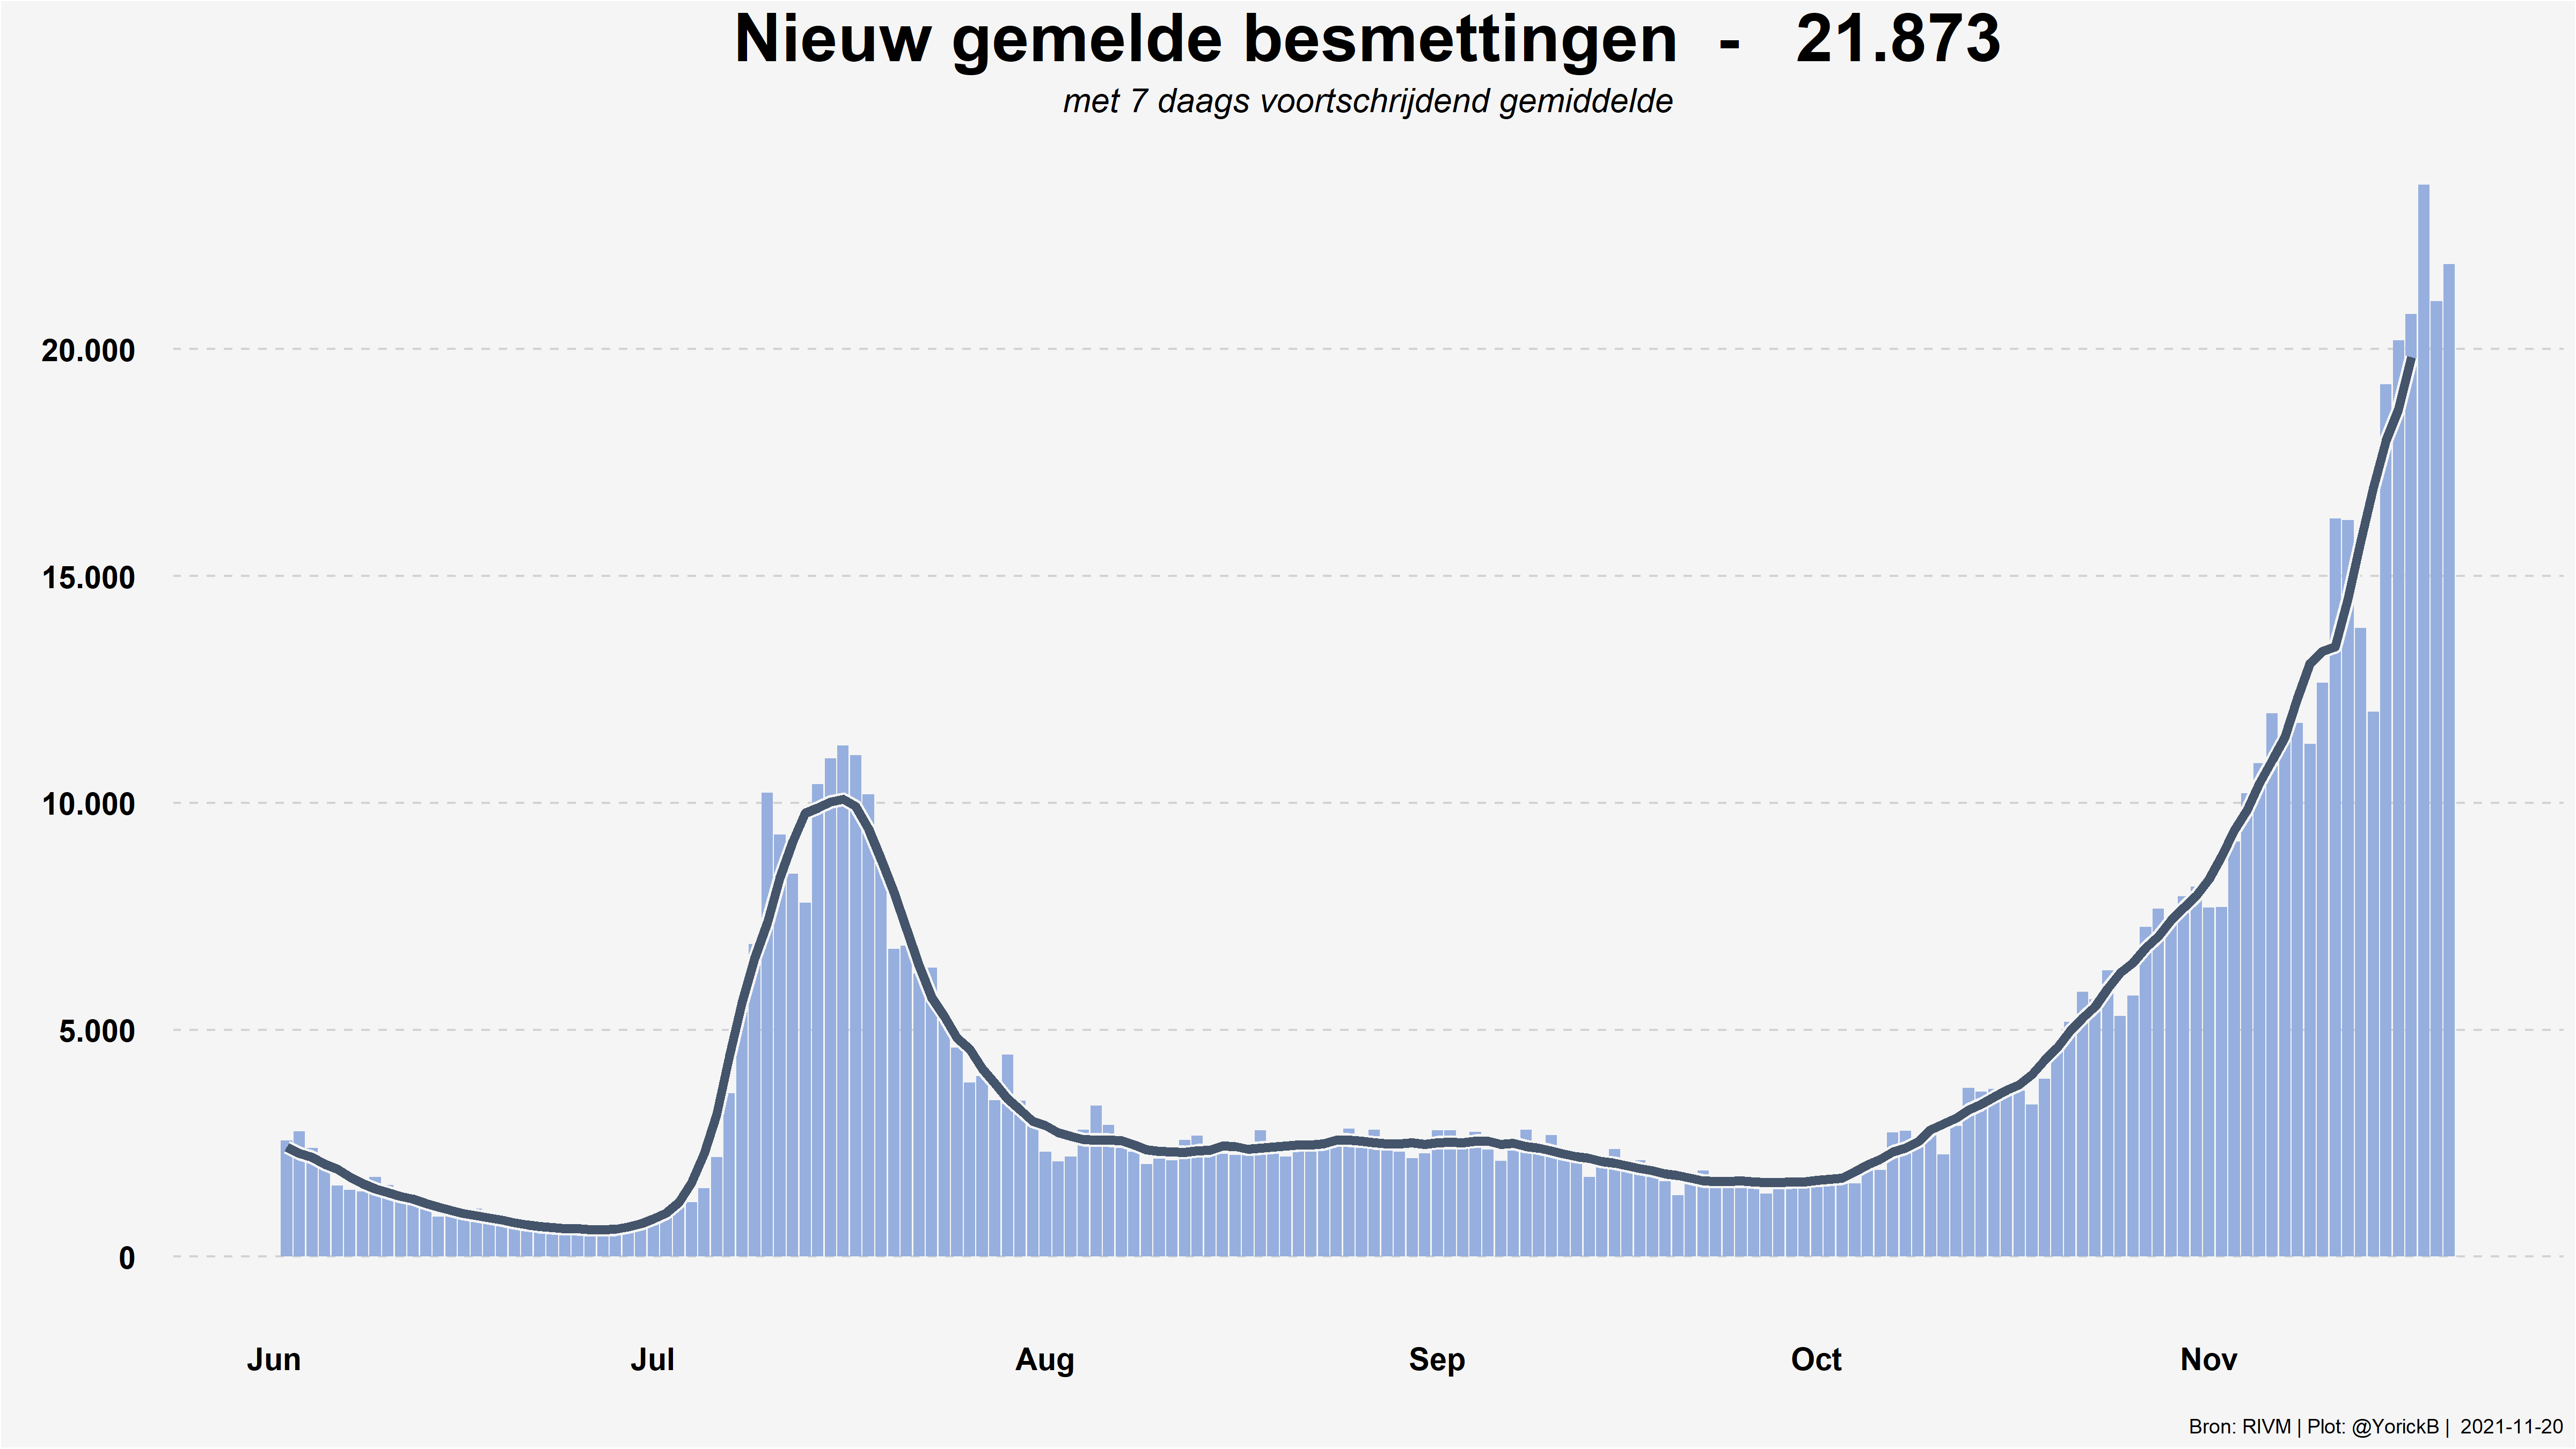 Nieuw gemelde besmettingen - 21.873
met 7 daags voortschrijdend gemiddelde
20.000
15.000
10.000
5.000
0
Jun Jul Aug Sep Oct Nov
Bron: RIVM | Plot: @YorickB | 2021-11-20